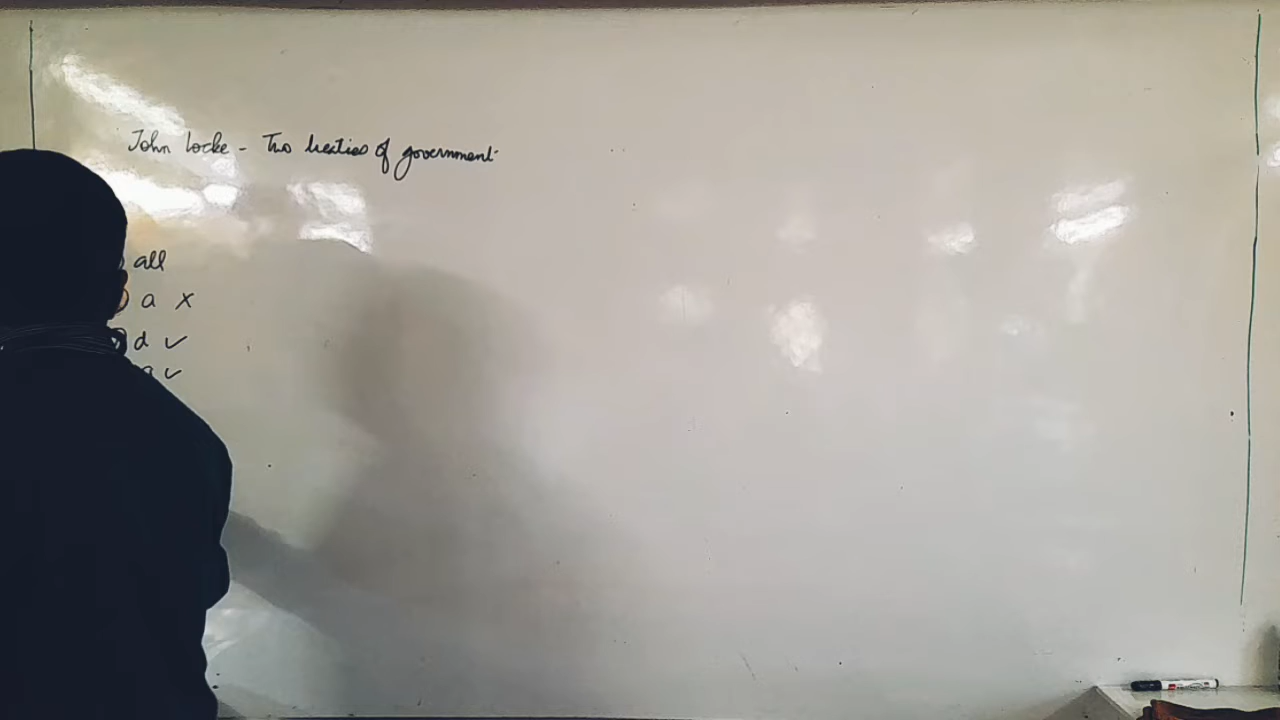 John Locke - Two treaties of government
all
a x
d ✓
a ✓